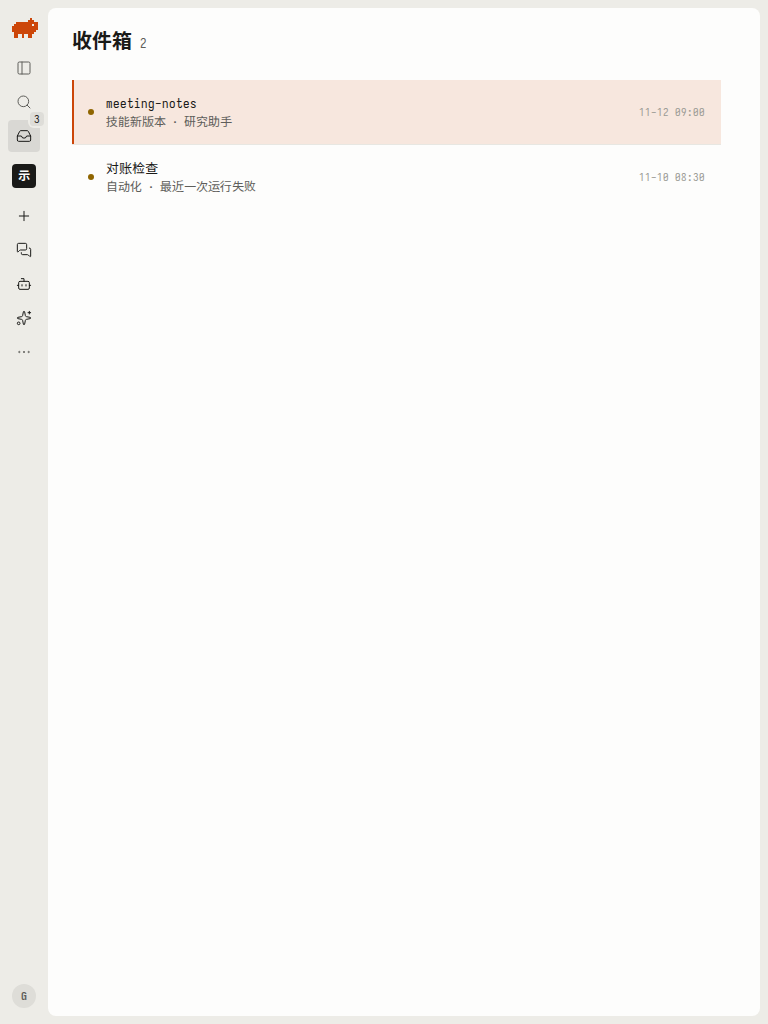 收件箱 2
3
示
meeting-notes
技能新版本 · 研究助手
11-12 09:00
对账检查
自动化 · 最近一次运行失败
11-10 08:30
G